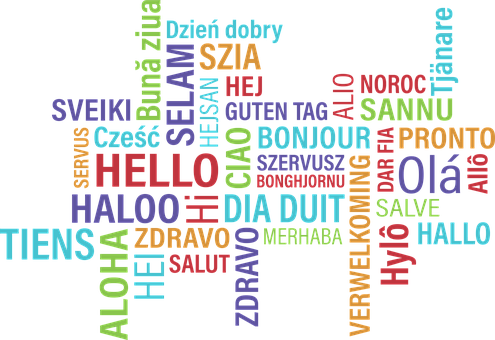 Bună ziua
Dzień dobry
SELAM
SZIA
Tjänare
HEJSAN
HEJ
ALIO
NOROC
SVEIKI
GUTEN TAG
SANNU
SERVUS
Cześć
CIAO
BONJOUR
DAR FIA
PRONTO
HELLO
SZERVUSZ
BONGHJORNU
VERWELKOMING
Olá
Allô
HALOO
Hi
DIA DUIT
SALVE
TIENS
ALOHA
ZDRAVO
HEI
SALUT
ZDRAVO
MERHABA
Hylô
HALLO